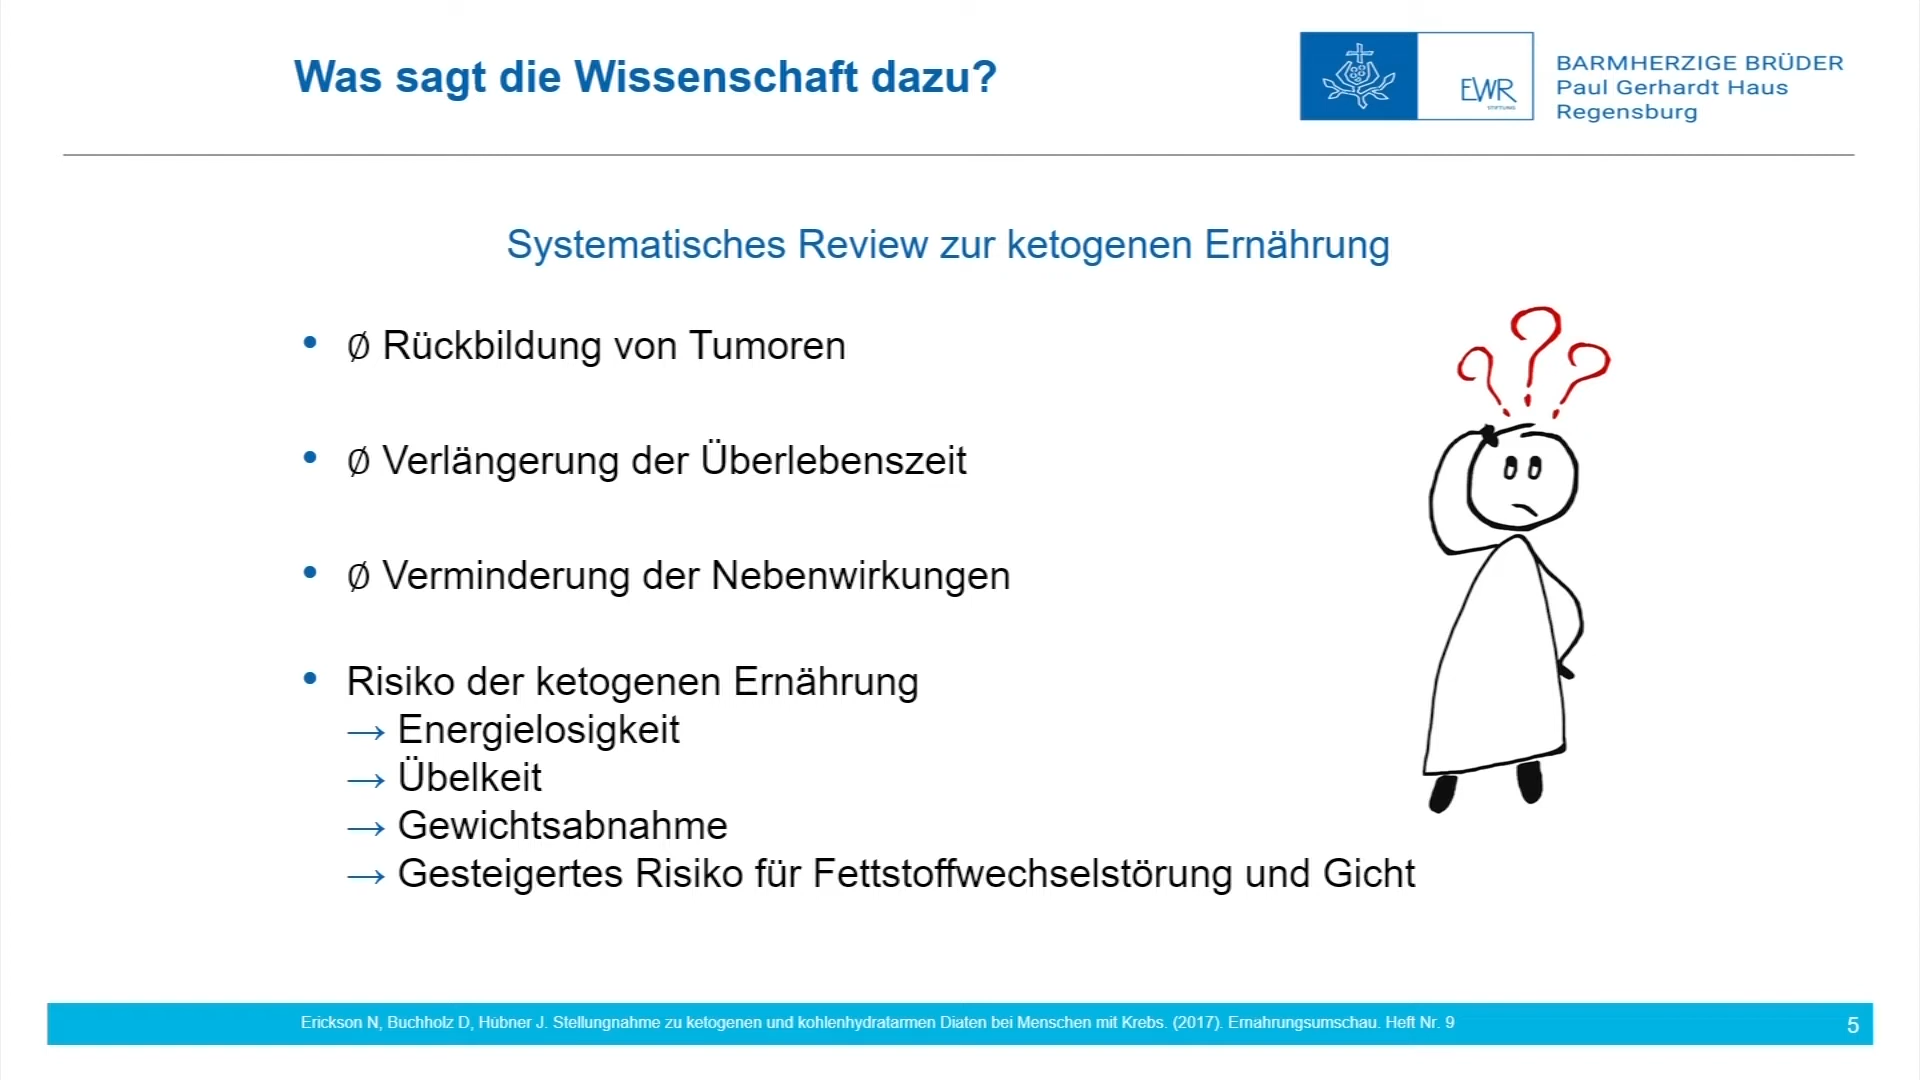 Was sagt die Wissenschaft dazu?
EWR
STIFTUNG
BARMHERZIGE BRÜDER
Paul Gerhardt Haus
Regensburg
Systematisches Review zur ketogenen Ernährung
• ∅ Rückbildung von Tumoren
• ∅ Verlängerung der Überlebenszeit
• ∅ Verminderung der Nebenwirkungen
• Risiko der ketogenen Ernährung
→ Energielosigkeit
→ Übelkeit
→ Gewichtsabnahme
→ Gesteigertes Risiko für Fettstoffwechselstörung und Gicht
? ? ?
Erickson N, Buchholz D, Hübner J. Stellungnahme zu ketogenen und kohlenhydratarmen Diäten bei Menschen mit Krebs. (2017). Ernährungsumschau. Heft Nr. 9
5